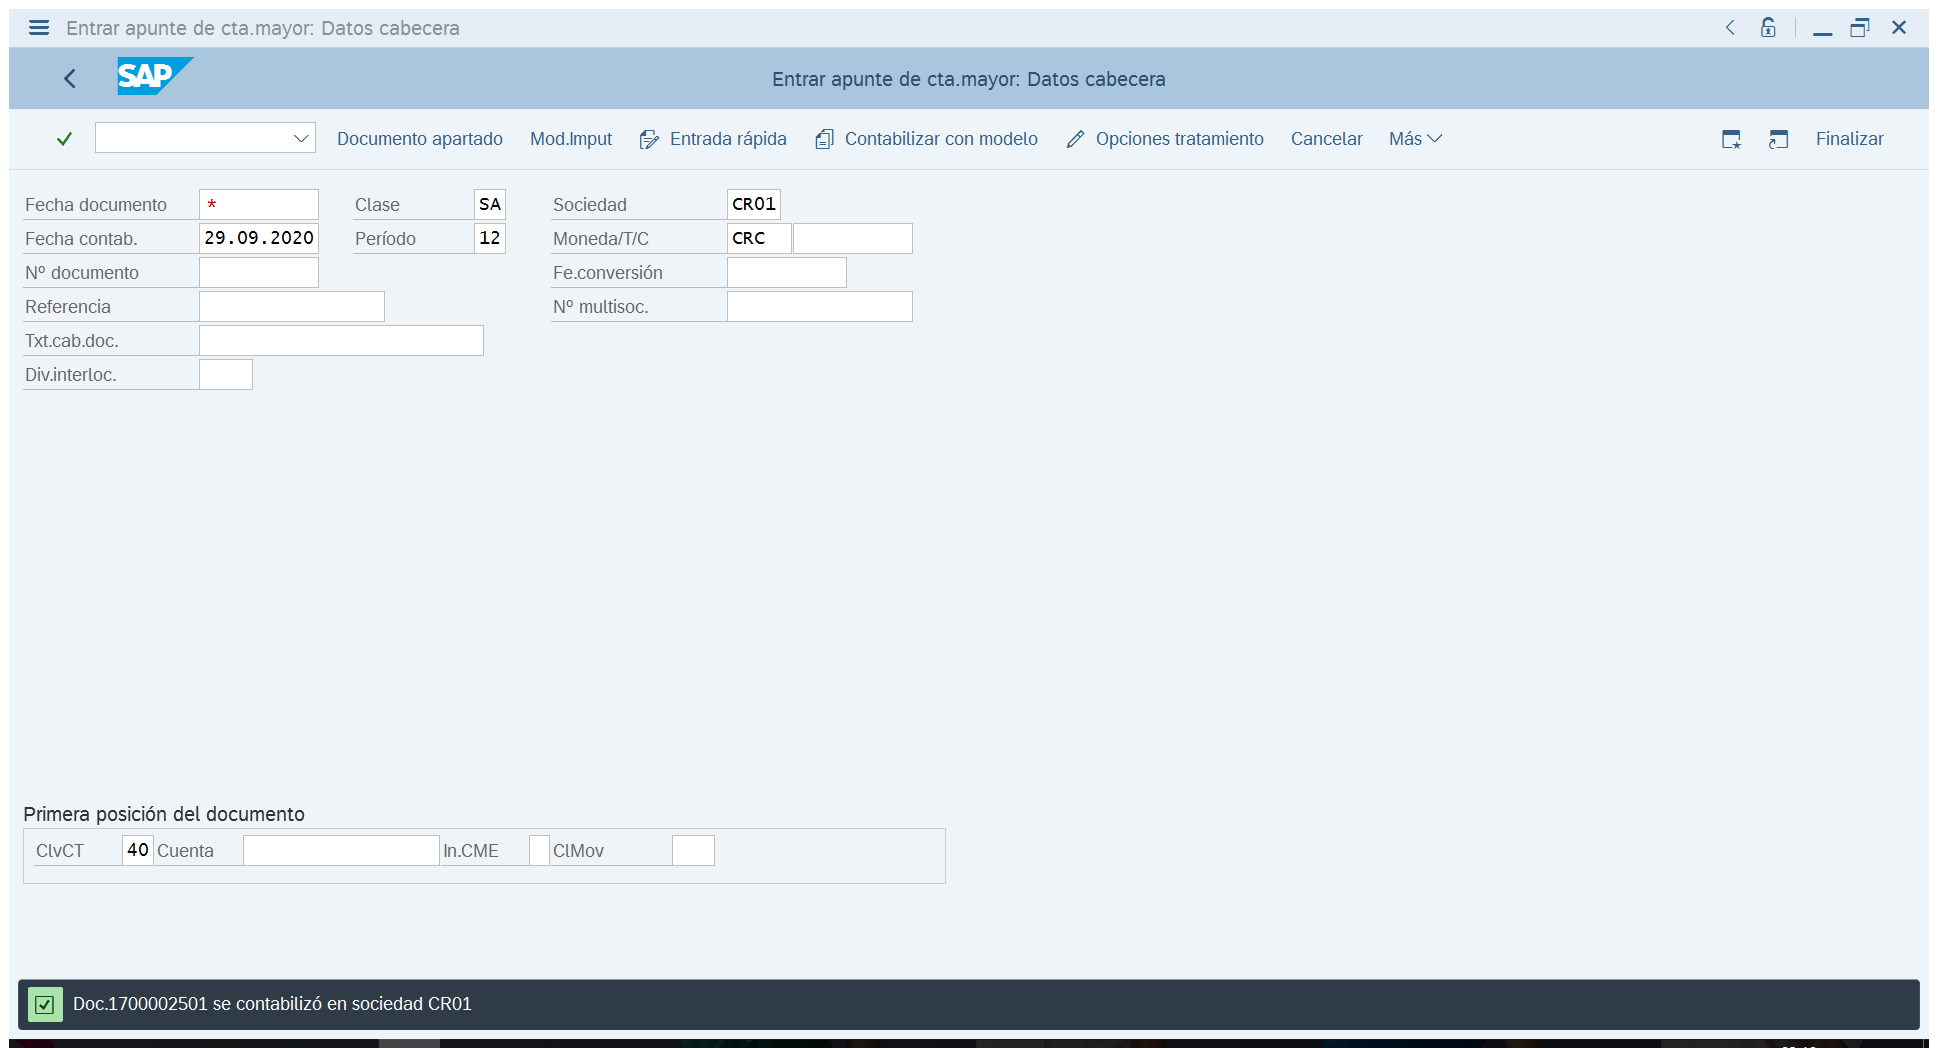 Entrar apunte de cta.mayor: Datos cabecera
SAP Entrar apunte de cta.mayor: Datos cabecera
Documento apartado Mod.Imput Entrada rápida Contabilizar con modelo Opciones tratamiento Cancelar Más Finalizar
Fecha documento * Clase SA Sociedad CR01
Fecha contab. 29.09.2020 Período 12 Moneda/T/C CRC
Nº documento Fe.conversión
Referencia Nº multisoc.
Txt.cab.doc.
Div.interloc.
Primera posición del documento
ClvCT 40 Cuenta In.CME ClMov
Doc.1700002501 se contabilizó en sociedad CR01